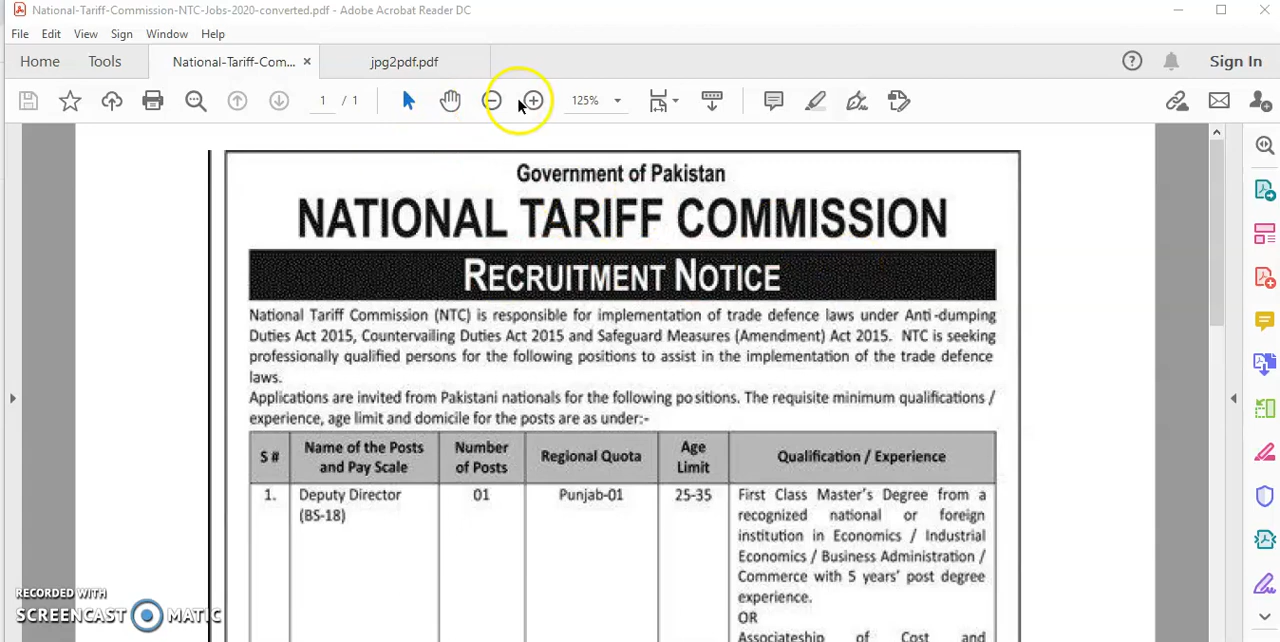 National-Tariff-Commission-NTC-Jobs-2020-converted.pdf - Adobe Acrobat Reader DC
File Edit View Sign Window Help
Home Tools National-Tariff-Com... × jpg2pdf.pdf Sign In
1 / 1 125%
Government of Pakistan
NATIONAL TARIFF COMMISSION
RECRUITMENT NOTICE
National Tariff Commission (NTC) is responsible for implementation of trade defence laws under Anti-dumping
Duties Act 2015, Countervailing Duties Act 2015 and Safeguard Measures (Amendment) Act 2015. NTC is seeking
professionally qualified persons for the following positions to assist in the implementation of the trade defence
laws.
Applications are invited from Pakistani nationals for the following positions. The requisite minimum qualifications /
experience, age limit and domicile for the posts are as under:-
S # Name of the Posts and Pay Scale Number of Posts Regional Quota Age Limit Qualification / Experience
1. Deputy Director 01 Punjab-01 25-35 First Class Master's Degree from a
(BS-18) recognized national or foreign
institution in Economics / Industrial
Economics / Business Administration /
Commerce with 5 years' post degree
experience.
OR
Associateship of Cost and
RECORDED WITH
SCREENCAST MATIC